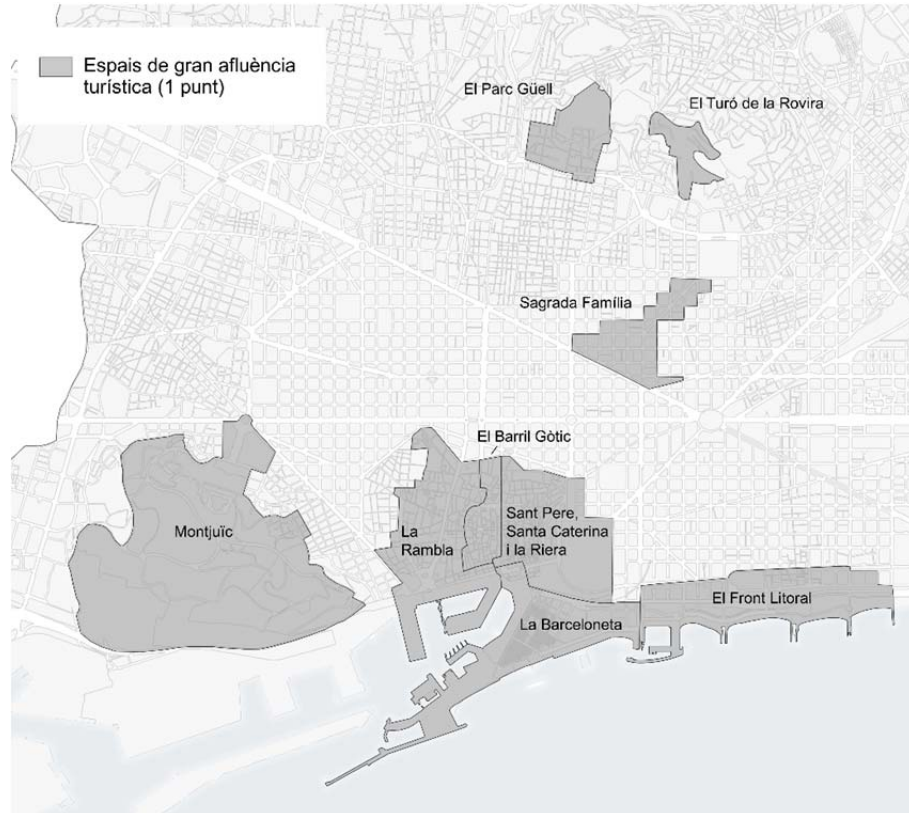 Espais de gran afluència
turística (1 punt)
El Parc Güell
El Turó de la Rovira
Sagrada Família
El Barril Gòtic
Montjuïc
La
Rambla
Sant Pere,
Santa Caterina
i la Riera
El Front Litoral
La Barceloneta